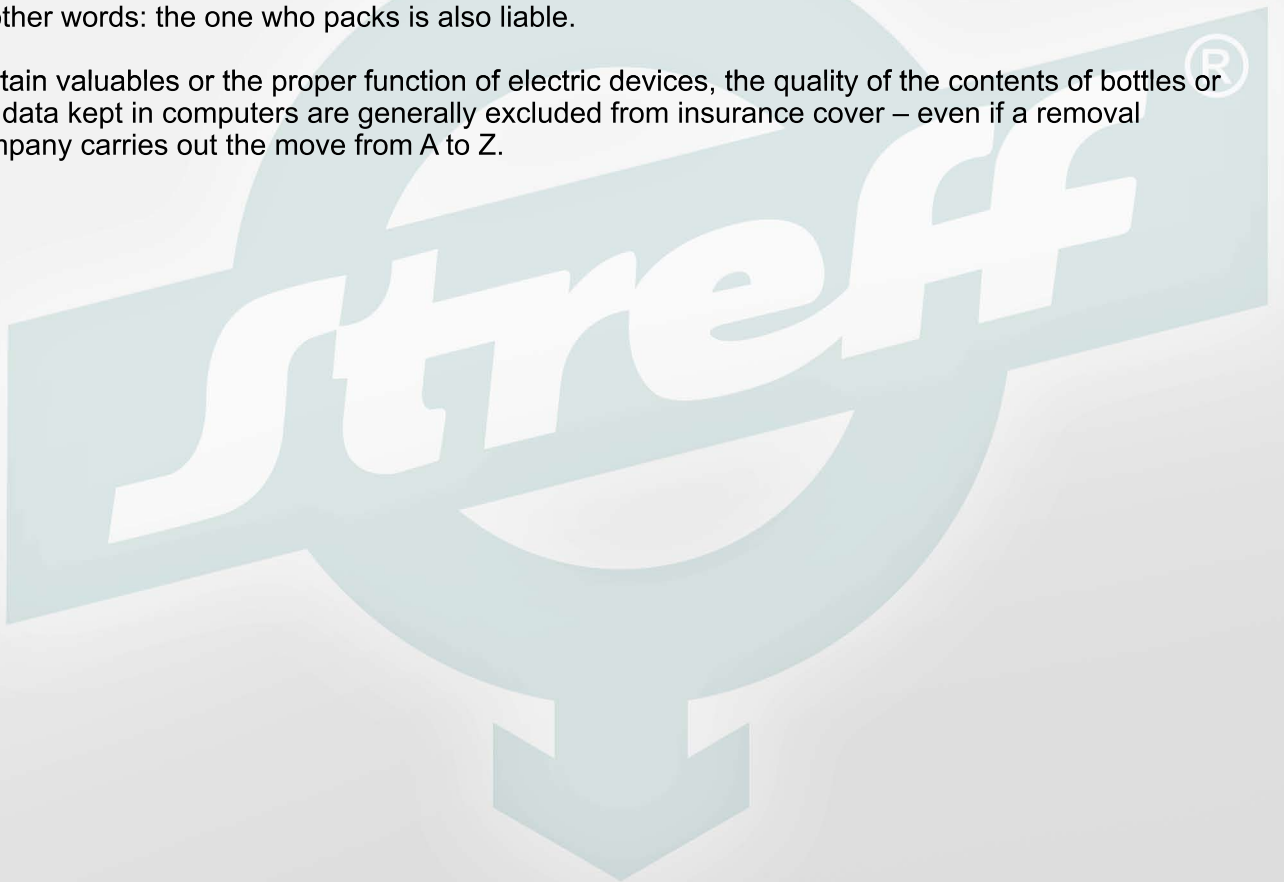 other words: the one who packs is also liable.
tain valuables or the proper function of electric devices, the quality of the contents of bottles or
data kept in computers are generally excluded from insurance cover – even if a removal
mpany carries out the move from A to Z.
streff ®